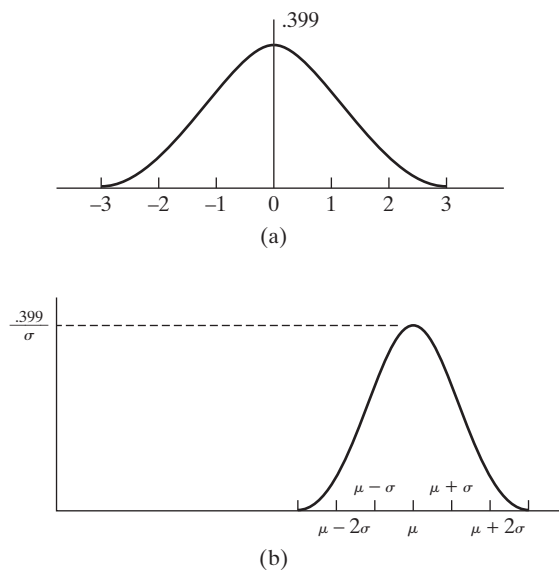 .399
−3 −2 −1 0 1 2 3
(a)
.399
σ
μ − σ μ + σ
μ − 2σ μ μ + 2σ
(b)